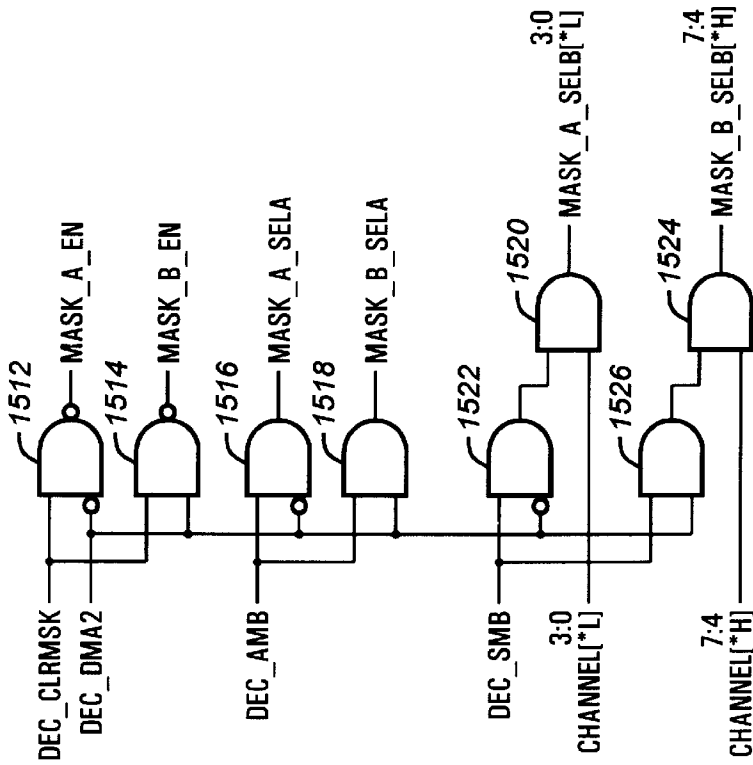 DEC_CLRMSK
DEC_DMA2
1512
MASK_A_EN
1514
MASK_B_EN
DEC_AMB
1516
MASK_A_SELA
1518
MASK_B_SELA
DEC_SMB
1522
1520
3:0
MASK_A_SELB[*L]
3:0
CHANNEL[*L]
1526
1524
7:4
MASK_B_SELB[*H]
7:4
CHANNEL[*H]